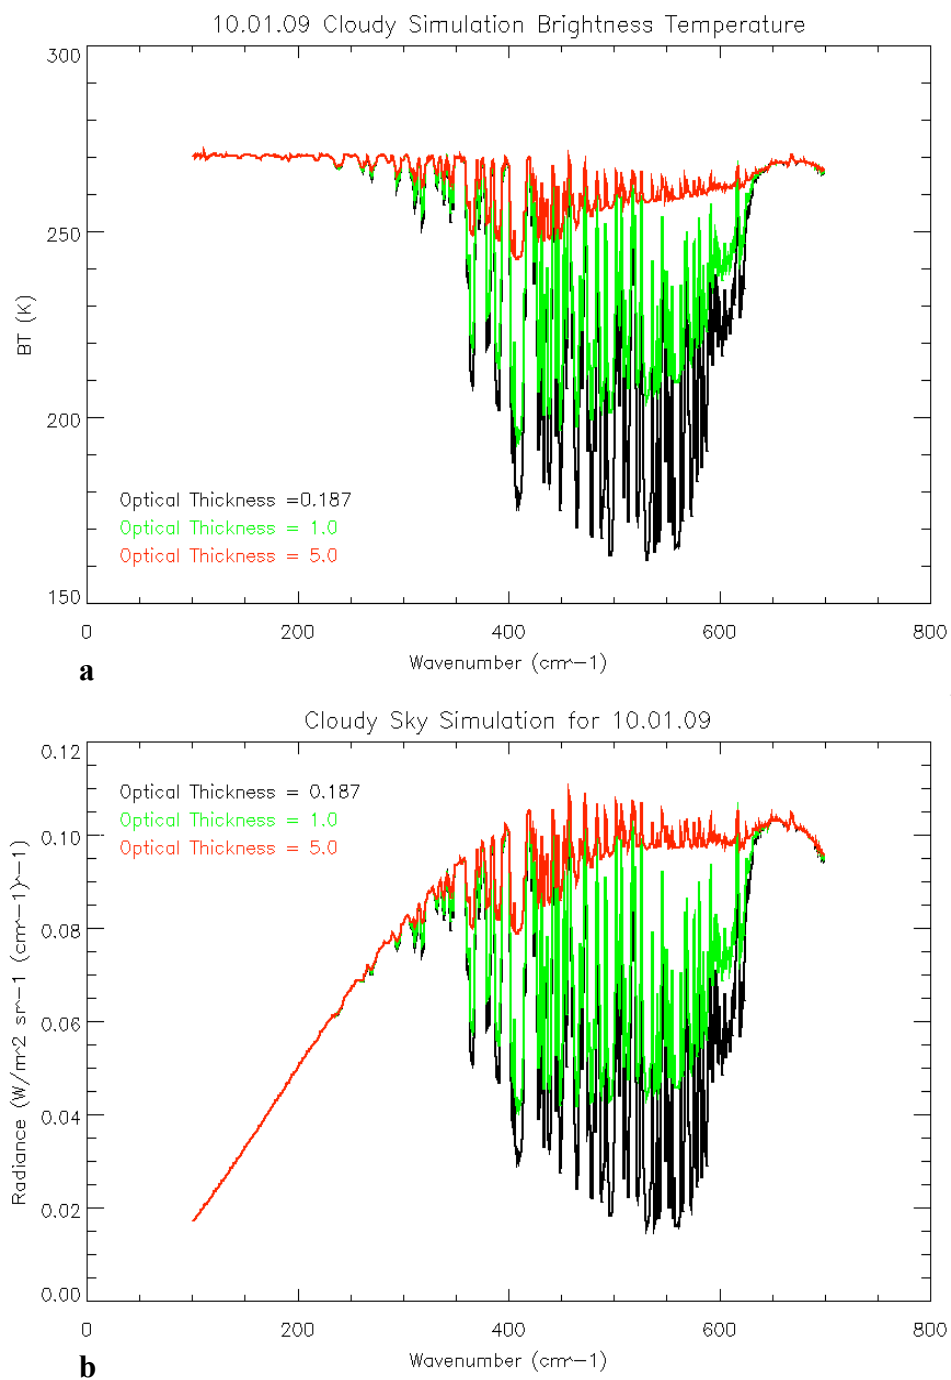 10.01.09 Cloudy Simulation Brightness Temperature
300
250
200
150
BT (K)
Optical Thickness =0.187
Optical Thickness = 1.0
Optical Thickness = 5.0
0 200 400 600 800
Wavenumber (cm^-1)
a
Cloudy Sky Simulation for 10.01.09
0.12
0.10
0.08
0.06
0.04
0.02
0.00
Radiance (W/m^2 sr^-1 (cm^-1)^-1)
Optical Thickness = 0.187
Optical Thickness = 1.0
Optical Thickness = 5.0
0 200 400 600 800
Wavenumber (cm^-1)
b